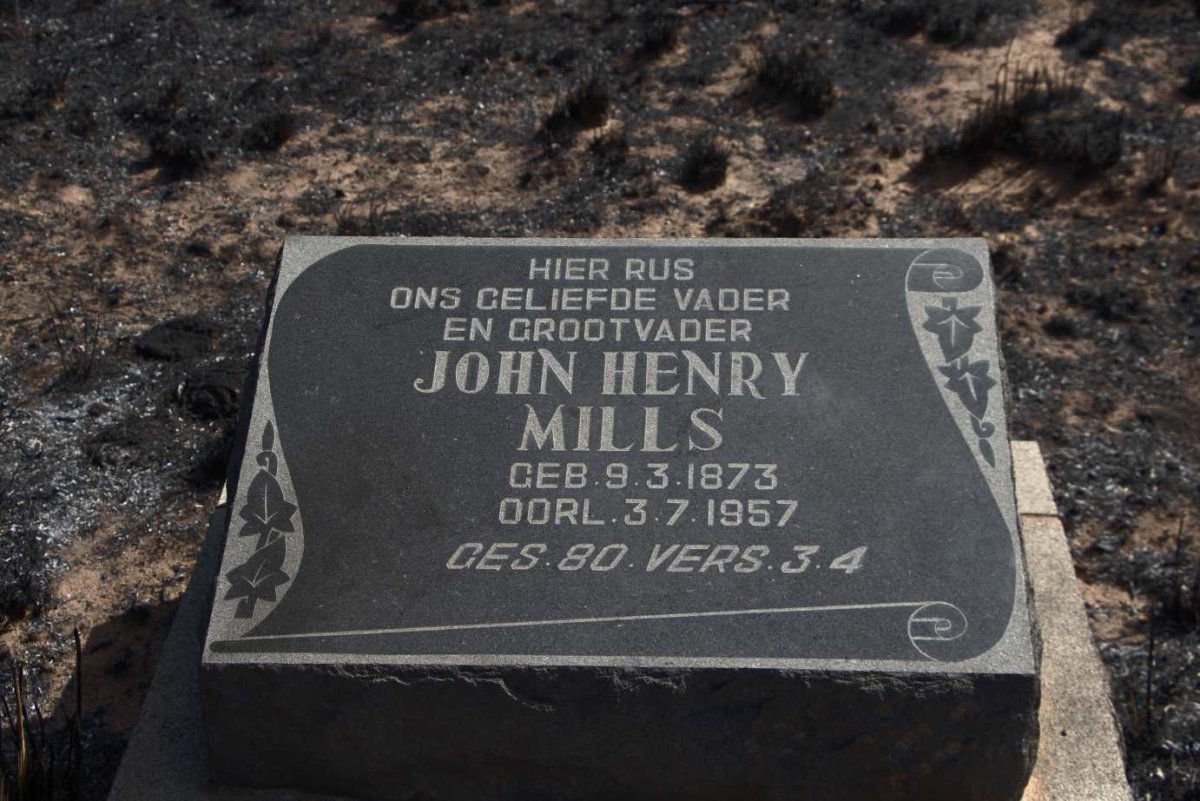 HIER RUS
ONS GELIEFDE VADER
EN GROOTVADER
JOHN HENRY
MILLS
GEB. 9.3.1873
OORL. 3.7.1957
GES. 80. VERS. 3.4